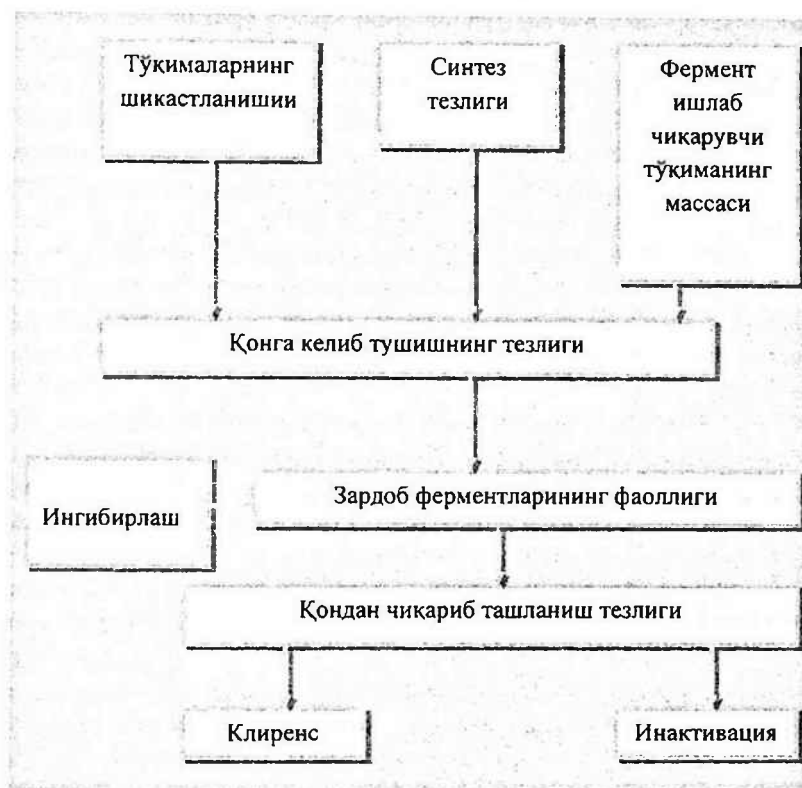 Тўқималарнинг
шикастланишии
Синтез
тезлиги
Фермент
ишлаб
чикарувчи
тўқиманинг
массаси
Қонга келиб тушишнинг тезлиги
Ингибирлаш
Зардоб ферментларининг фаоллиги
Қондан чиқариб ташланиш тезлиги
Клиренс
Инактивация